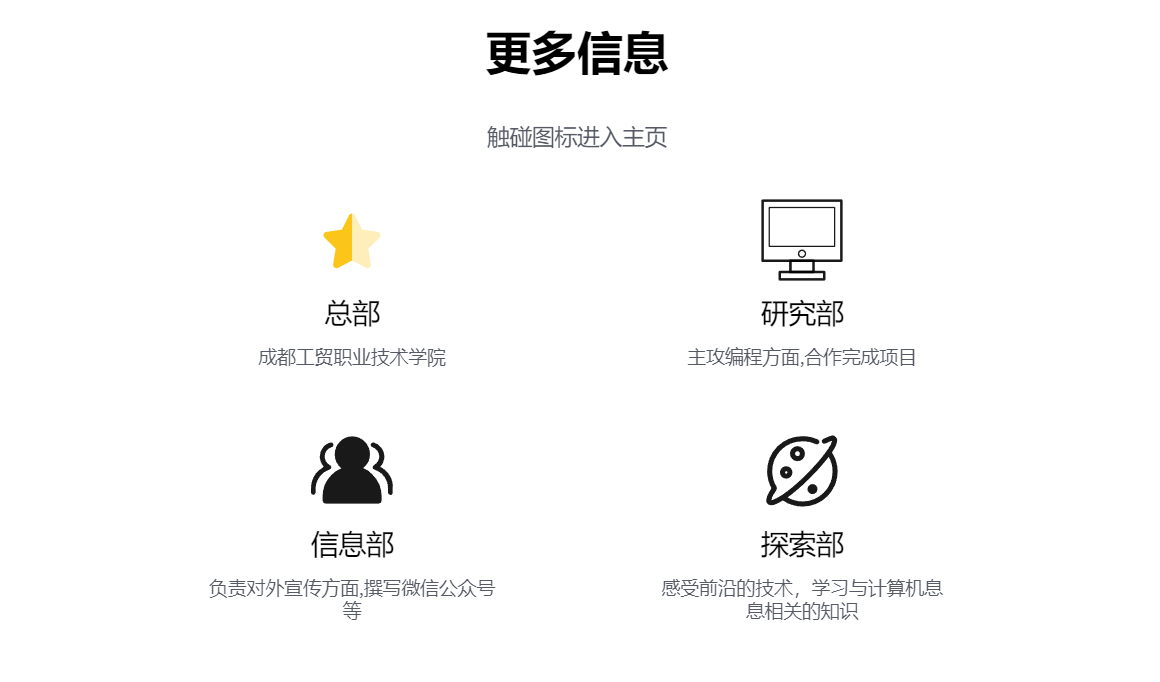 更多信息
触碰图标进入主页
总部
成都工贸职业技术学院
研究部
主攻编程方面,合作完成项目
信息部
负责对外宣传方面,撰写微信公众号
等
探索部
感受前沿的技术，学习与计算机息
息相关的知识